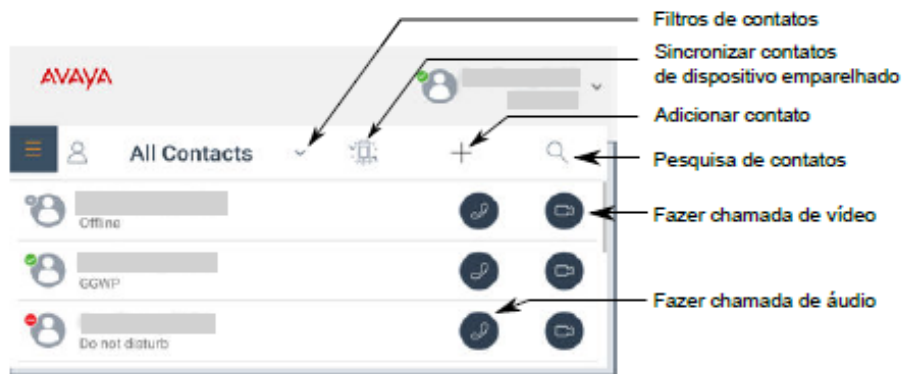 Filtros de contatos
Sincronizar contatos
de dispositivo emparelhado
AVAYA
Adicionar contato
All Contacts
Pesquisa de contatos
Offline
Fazer chamada de vídeo
GGWP
Fazer chamada de áudio
Do not disturb